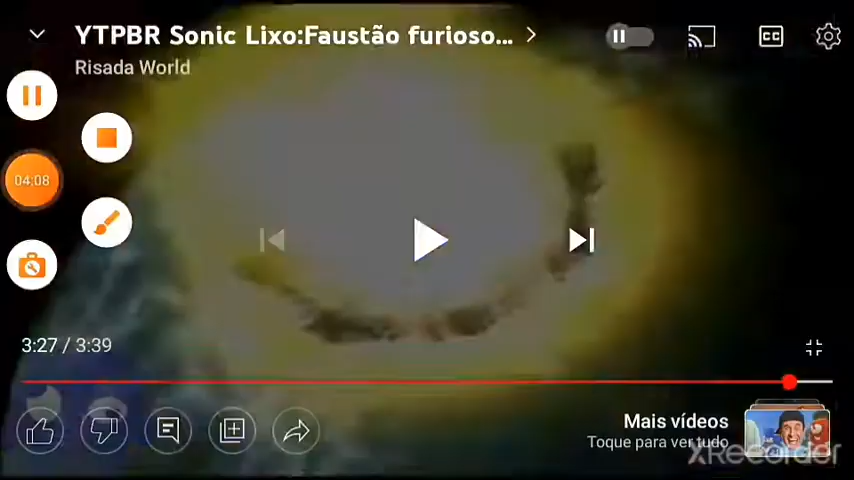 YTPBR Sonic Lixo:Faustão furioso...
CC
Risada World
04:08
3:27 / 3:39
Mais vídeos
Toque para ver tudo
XRecorder